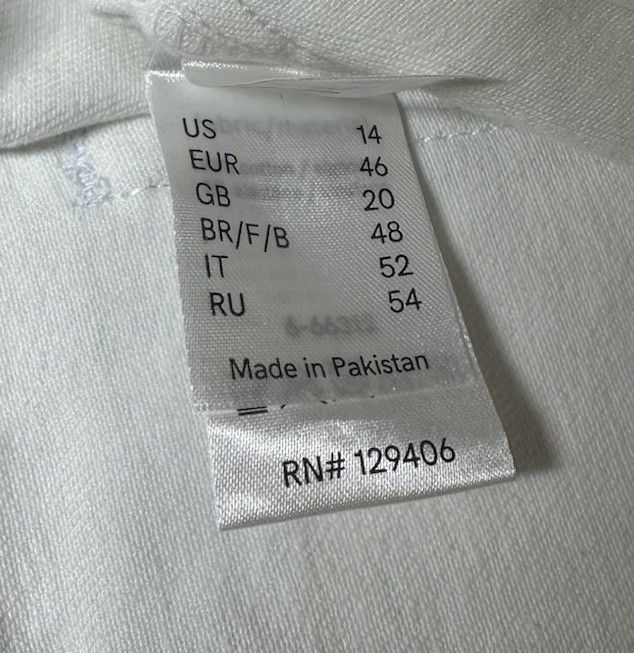 US 14
EUR 46
GB 20
BR/F/B 48
IT 52
RU 54
Made in Pakistan
RN# 129406